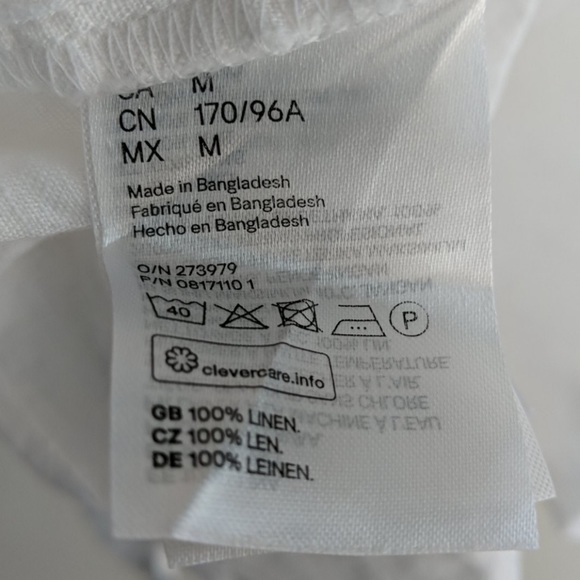 CA M
CN 170/96A
MX M
Made in Bangladesh
Fabriqué en Bangladesh
Hecho en Bangladesh
O/N 273979
P/N 0817110 1
40
P
clevercare.info
GB 100% LINEN.
CZ 100% LEN.
DE 100% LEINEN.